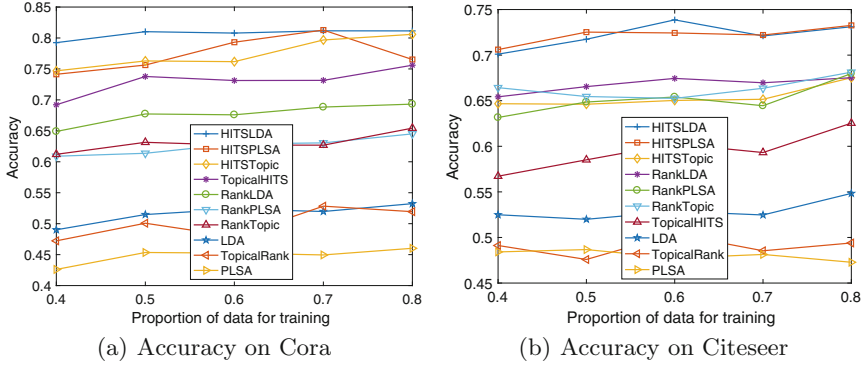 0.85
0.8
0.75
0.7
0.65
0.6
0.55
0.5
0.45
0.4
Accuracy
HITSLDA
HITSPLSA
HITSTopic
TopicalHITS
RankLDA
RankPLSA
RankTopic
LDA
TopicalRank
PLSA
0.4 0.5 0.6 0.7 0.8
Proportion of data for training
(a) Accuracy on Cora
0.75
0.7
0.65
0.6
0.55
0.5
0.45
Accuracy
HITSLDA
HITSPLSA
HITSTopic
RankLDA
RankPLSA
RankTopic
TopicalHITS
LDA
TopicalRank
PLSA
0.4 0.5 0.6 0.7 0.8
Proportion of data for training
(b) Accuracy on Citeseer